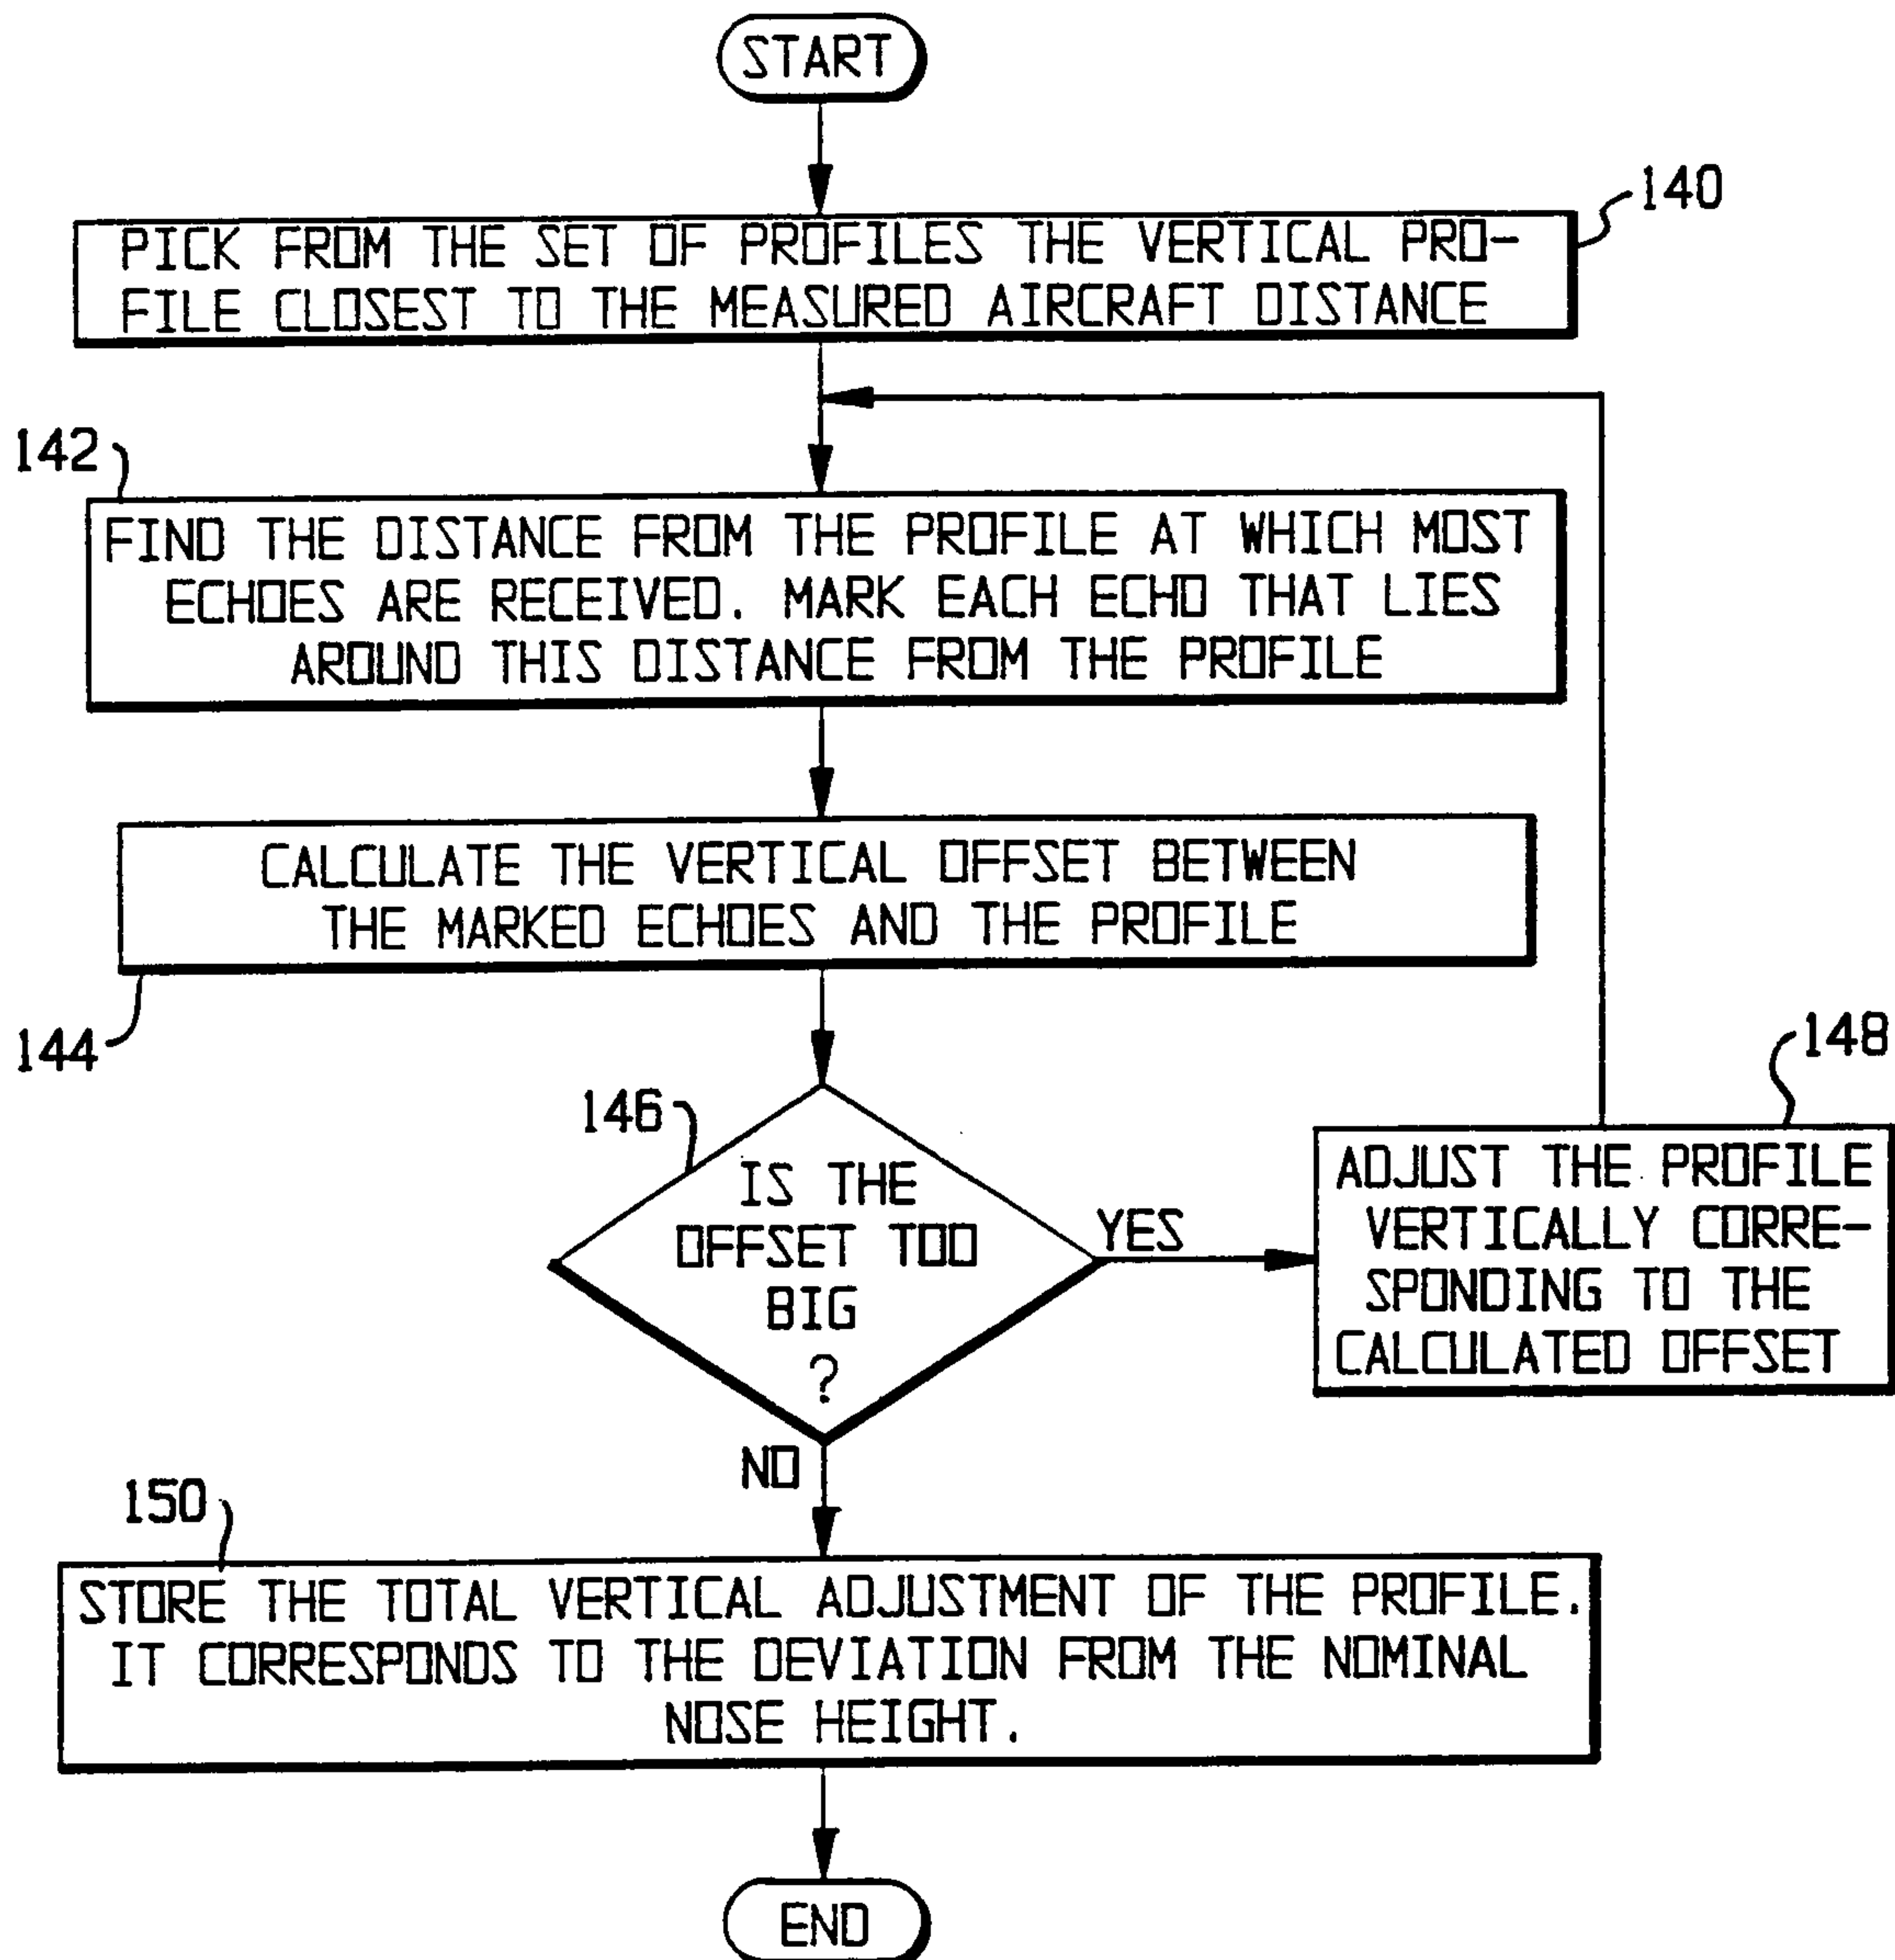 START
140
PICK FROM THE SET OF PROFILES THE VERTICAL PRO-
FILE CLOSEST TO THE MEASURED AIRCRAFT DISTANCE
142
FIND THE DISTANCE FROM THE PROFILE AT WHICH MOST
ECHOES ARE RECEIVED. MARK EACH ECHO THAT LIES
AROUND THIS DISTANCE FROM THE PROFILE
CALCULATE THE VERTICAL OFFSET BETWEEN
THE MARKED ECHOES AND THE PROFILE
144
146
IS THE
OFFSET TOO
BIG
?
YES
148
ADJUST THE PROFILE
VERTICALLY CORRE-
SPONDING TO THE
CALCULATED OFFSET
NO
150
STORE THE TOTAL VERTICAL ADJUSTMENT OF THE PROFILE.
IT CORRESPONDS TO THE DEVIATION FROM THE NOMINAL
NOSE HEIGHT.
END